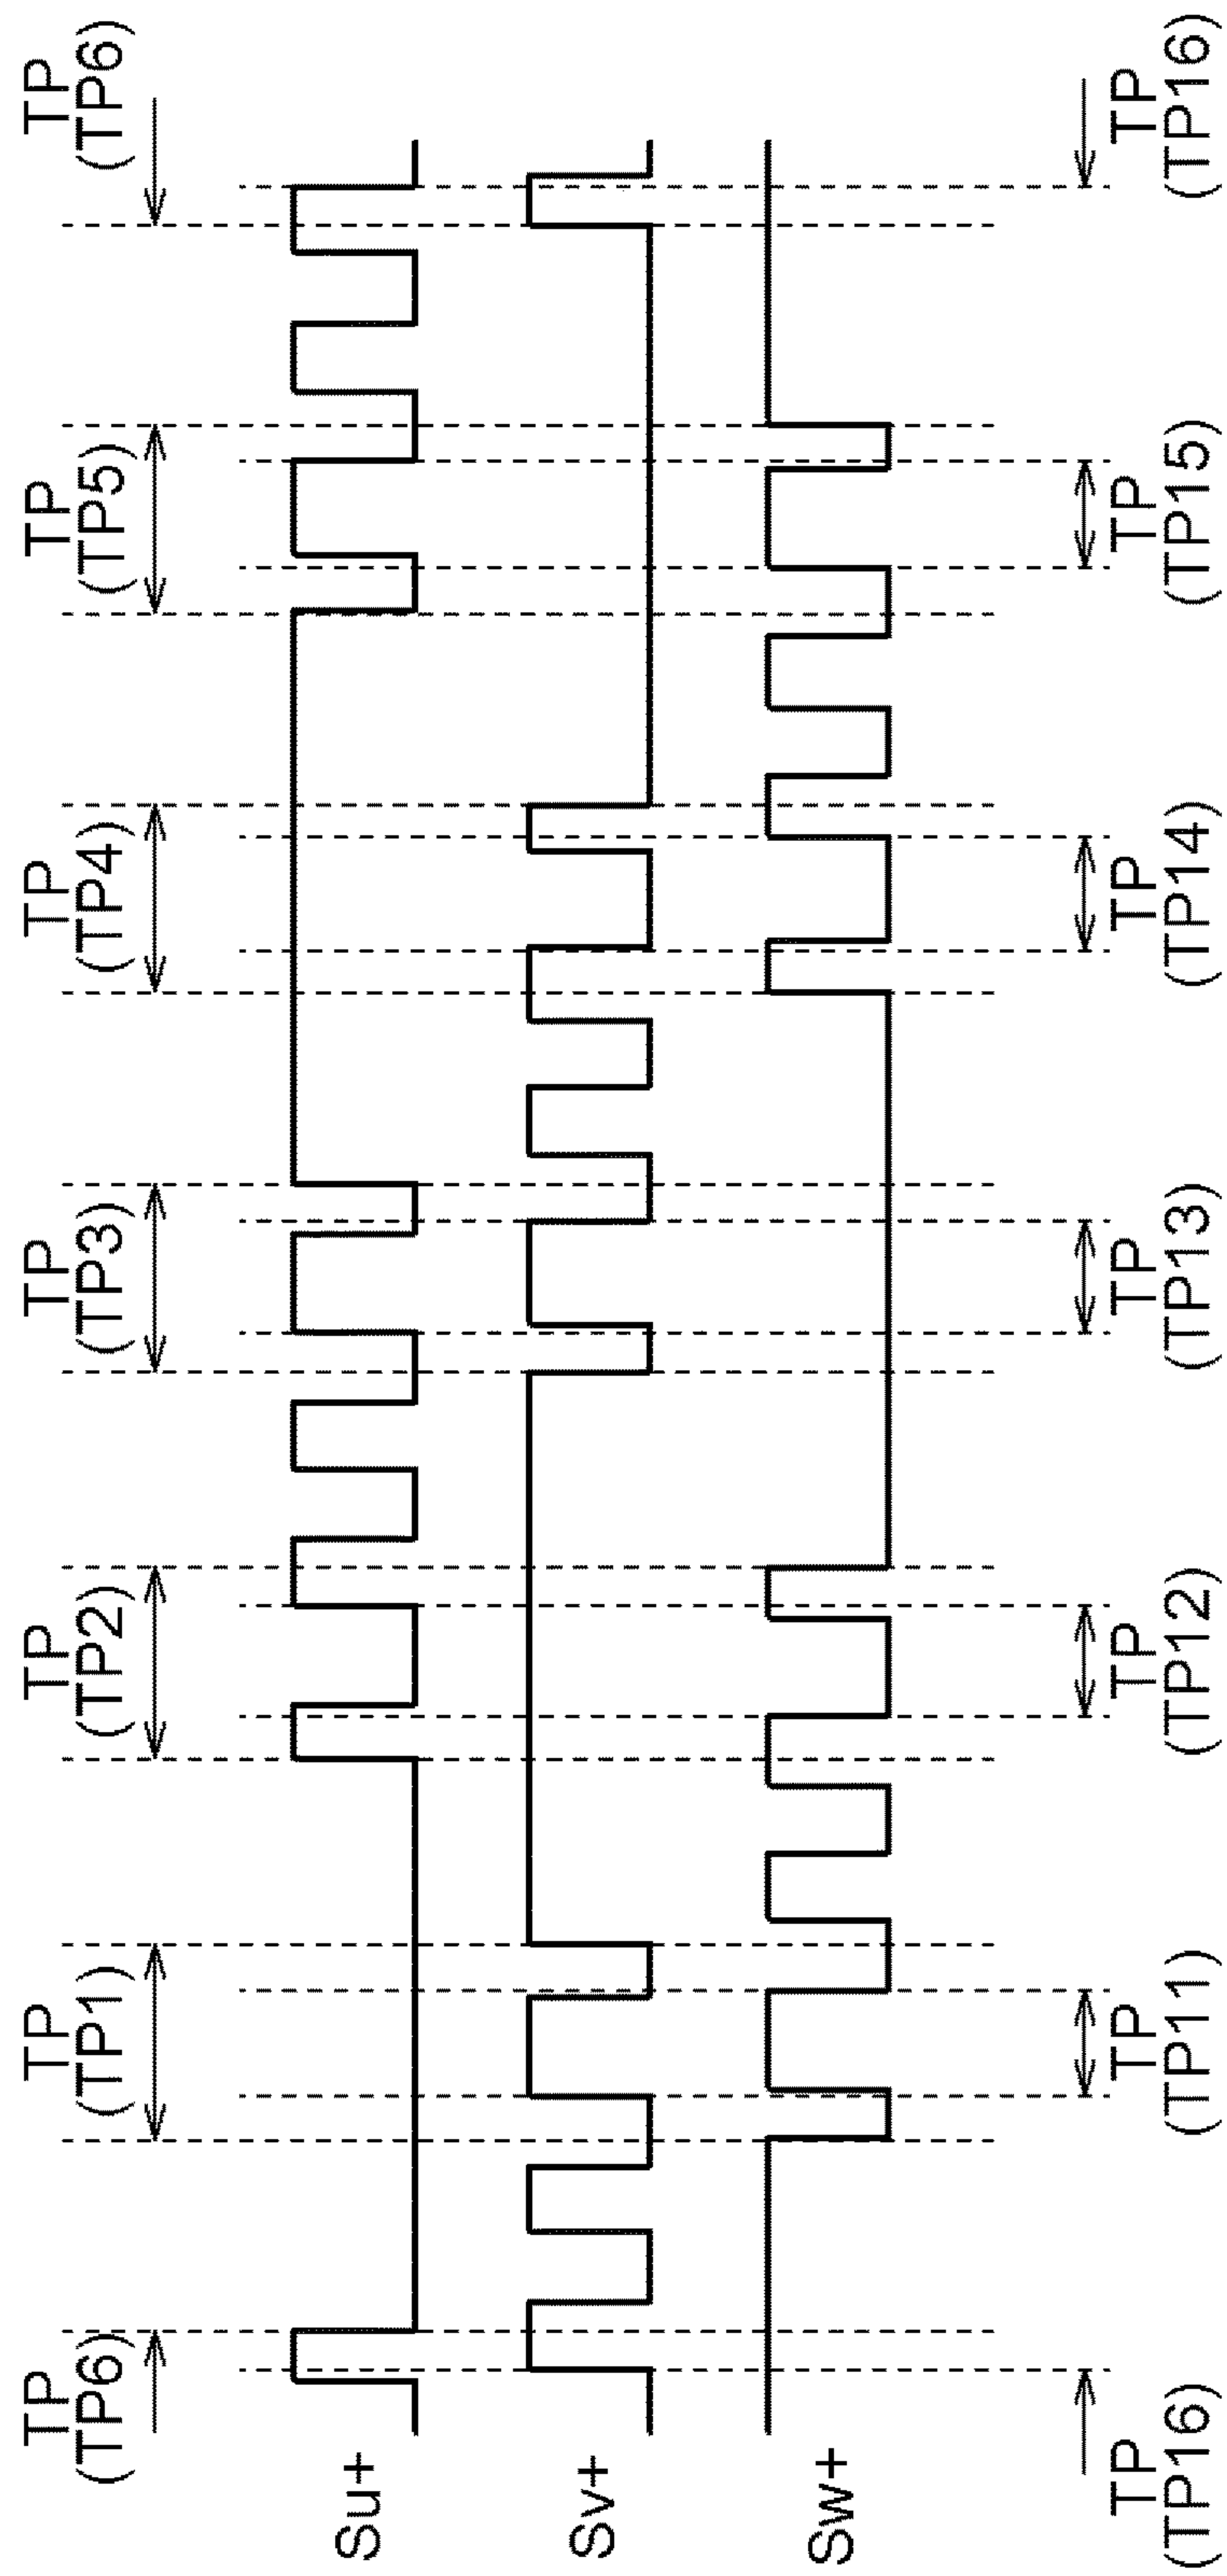 TP
(TP6)
TP
(TP1)
TP
(TP2)
TP
(TP3)
TP
(TP4)
TP
(TP5)
TP
(TP6)
Su+
Sv+
Sw+
TP
(TP16)
TP
(TP11)
TP
(TP12)
TP
(TP13)
TP
(TP14)
TP
(TP15)
TP
(TP16)